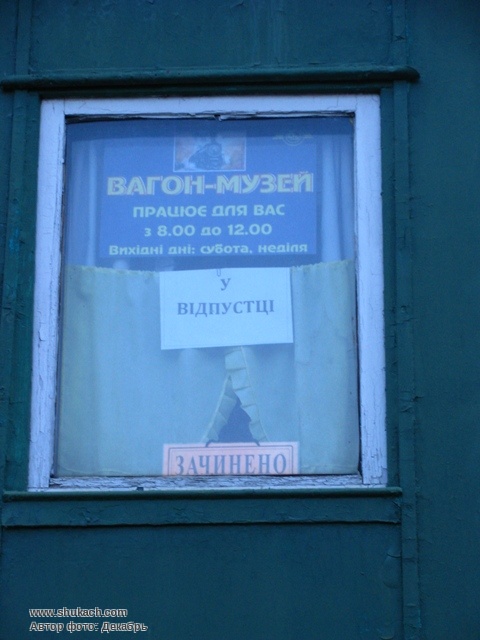 ВАГОН-МУЗЕЙ
ПРАЦЮЄ ДЛЯ ВАС
з 8.00 до 12.00
Вихідні дні: субота, неділя
У
ВІДПУСТЦІ
ЗАЧИНЕНО
www.shukach.com
Автор фото: Декабрь